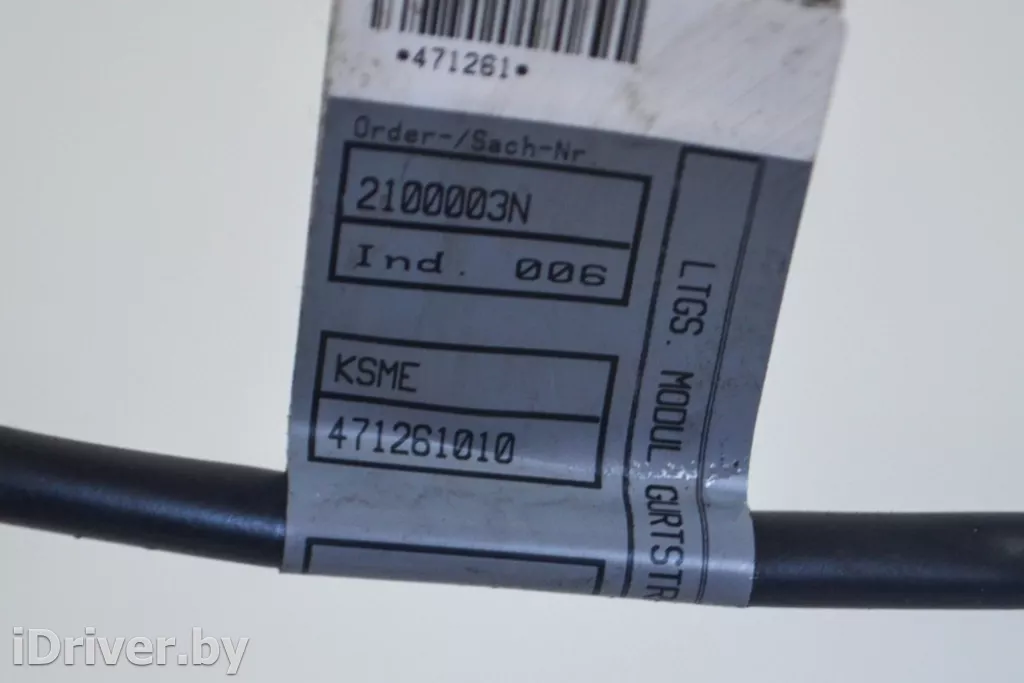 *471261*
Order-/Sach-Nr.
2100003N
Ind. 006
KSME
471261010
LTGS. MODUL GURTSTR
iDriver.by